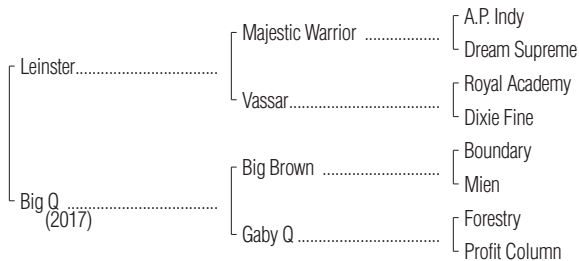 A.P. Indy
Majestic Warrior
Dream Supreme
Leinster
Royal Academy
Vassar
Dixie Fine
Boundary
Big Brown
Mien
Big Q
(2017)
Forestry
Gaby Q
Profit Column